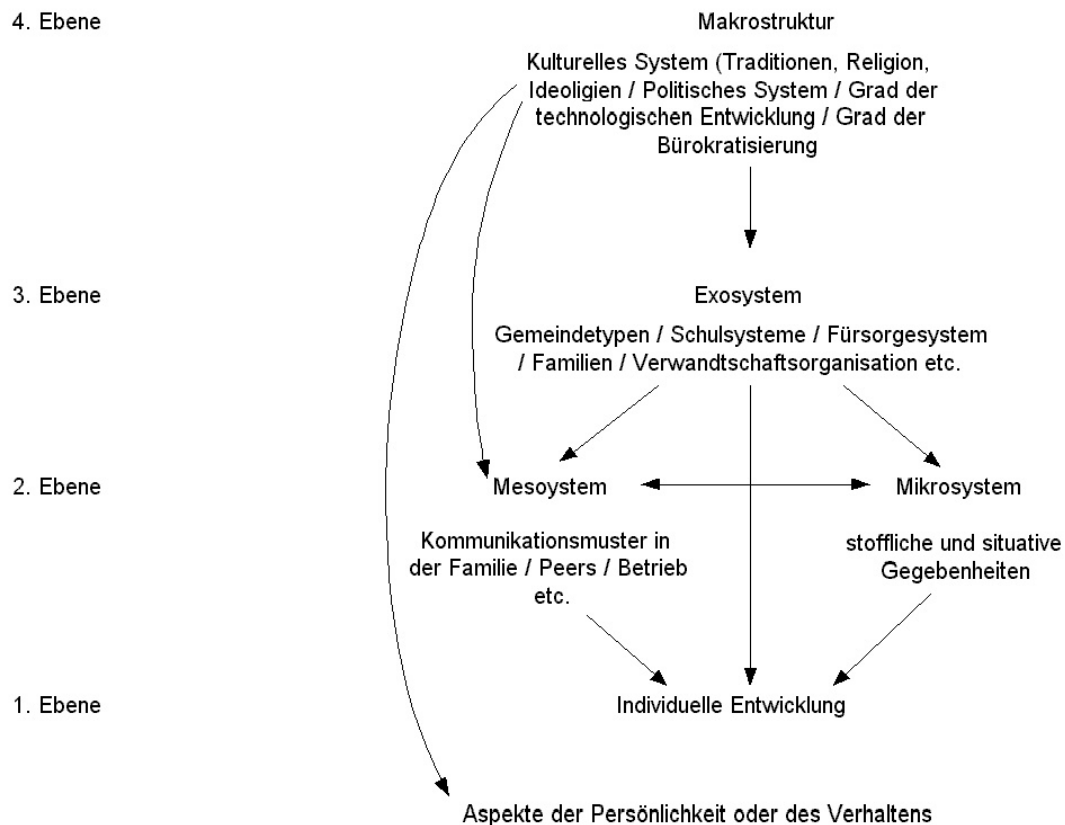 4. Ebene
Makrostruktur
Kulturelles System (Traditionen, Religion,
Ideoligien / Politisches System / Grad der
technologischen Entwicklung / Grad der
Bürokratisierung
3. Ebene
Exosystem
Gemeindetypen / Schulsysteme / Fürsorgesystem
/ Familien / Verwandtschaftsorganisation etc.
2. Ebene
Mesoystem
Mikrosystem
Kommunikationsmuster in
der Familie / Peers / Betrieb
etc.
stoffliche und situative
Gegebenheiten
1. Ebene
Individuelle Entwicklung
Aspekte der Persönlichkeit oder des Verhaltens